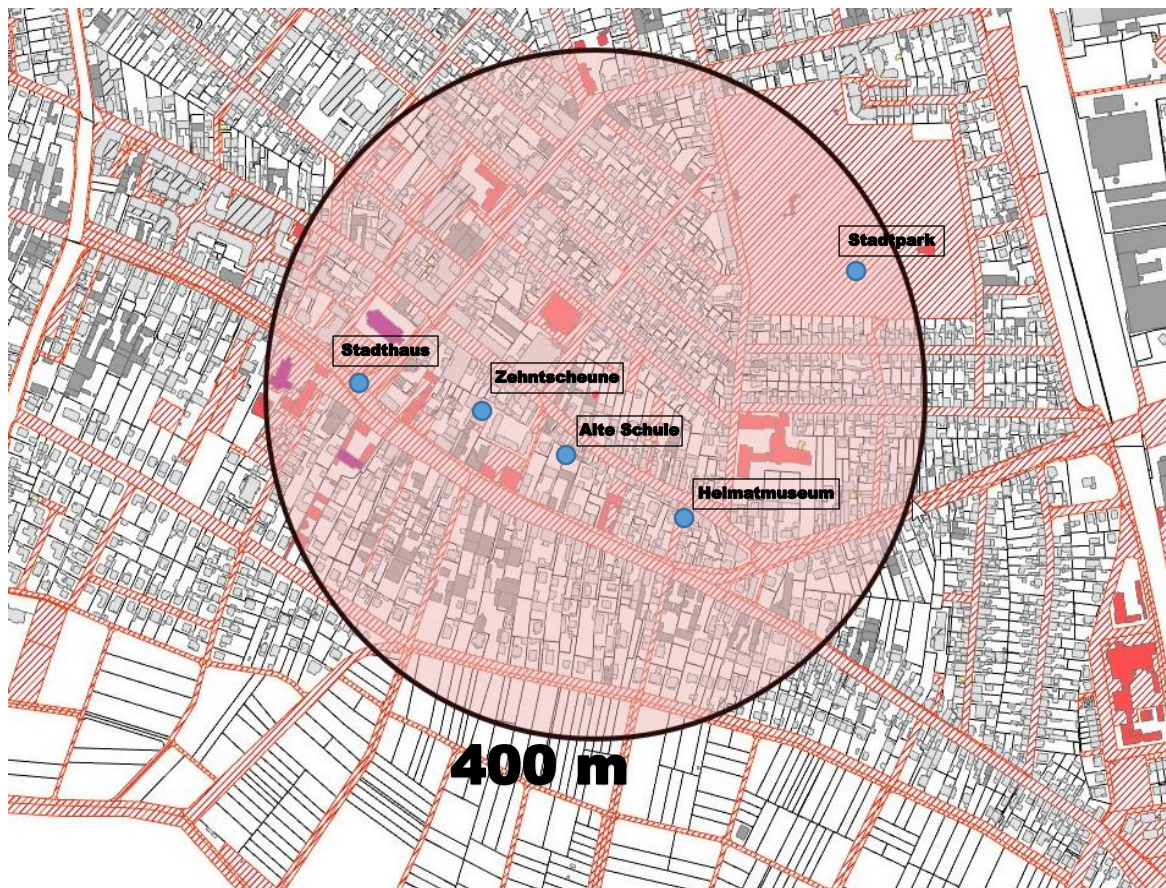 Stadtpark
Stadthaus
Zehntscheune
Alte Schule
Heimatmuseum
400 m